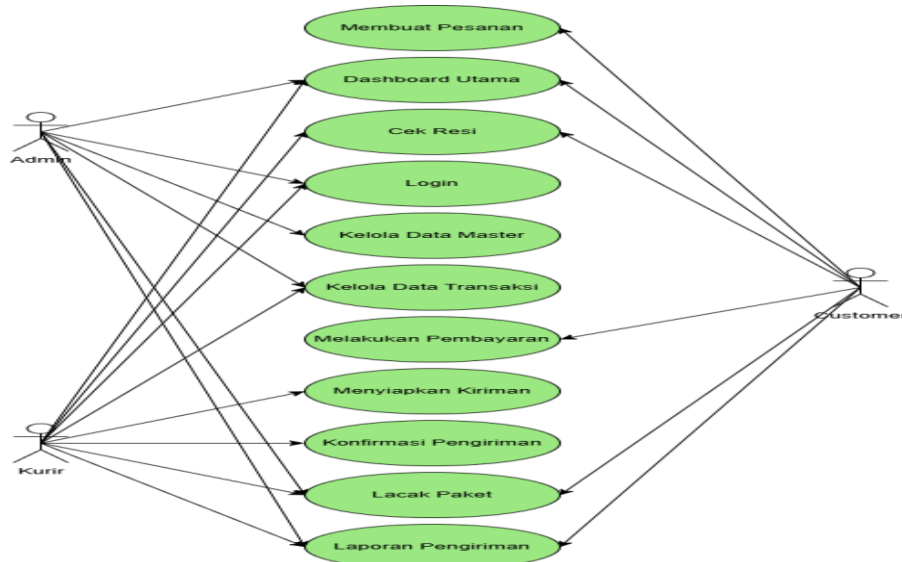 Membuat Pesanan
Dashboard Utama
Cek Resi
Admin
Login
Kelola Data Master
Kelola Data Transaksi
Customer
Melakukan Pembayaran
Menyiapkan Kiriman
Konfirmasi Pengiriman
Kurir
Lacak Paket
Laporan Pengiriman